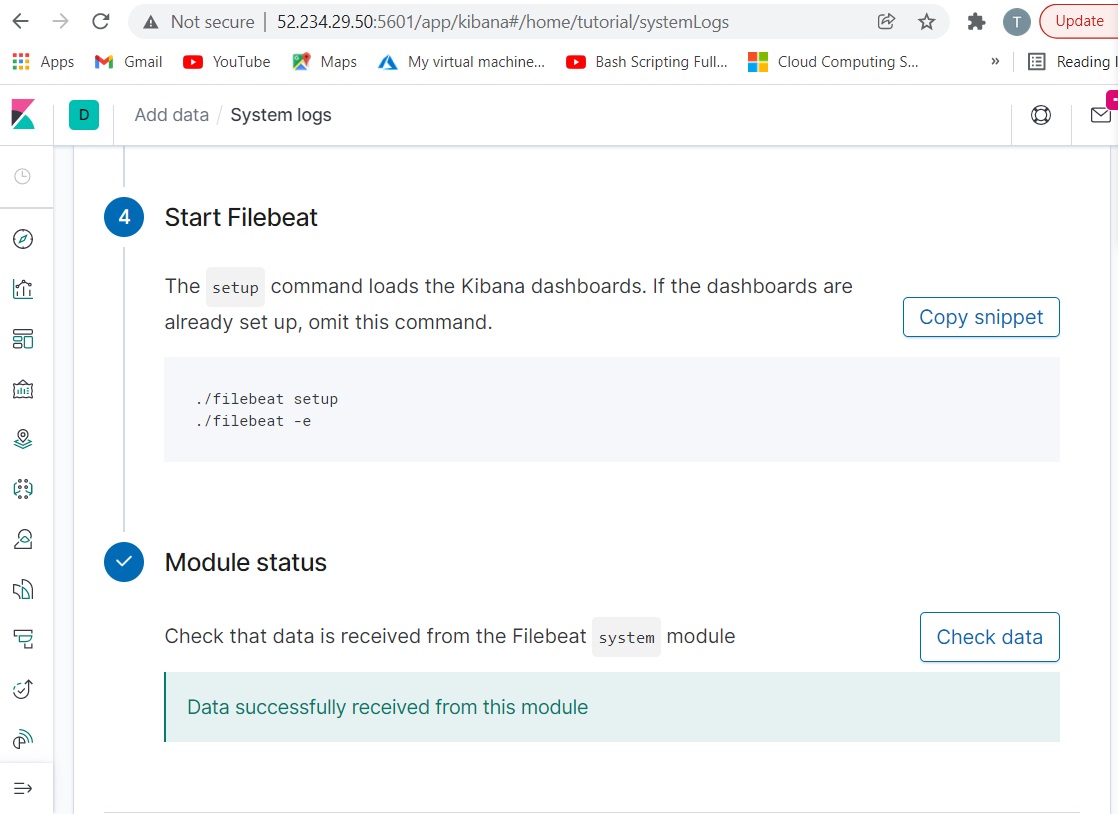 Not secure | 52.234.29.50:5601/app/kibana#/home/tutorial/systemLogs
T
Update
Apps
Gmail
YouTube
Maps
My virtual machine...
Bash Scripting Full...
Cloud Computing S...
»
Reading l
D
Add data / System logs
4
Start Filebeat
The setup command loads the Kibana dashboards. If the dashboards are
already set up, omit this command.
Copy snippet
./filebeat setup
./filebeat -e
Module status
Check that data is received from the Filebeat system module
Check data
Data successfully received from this module